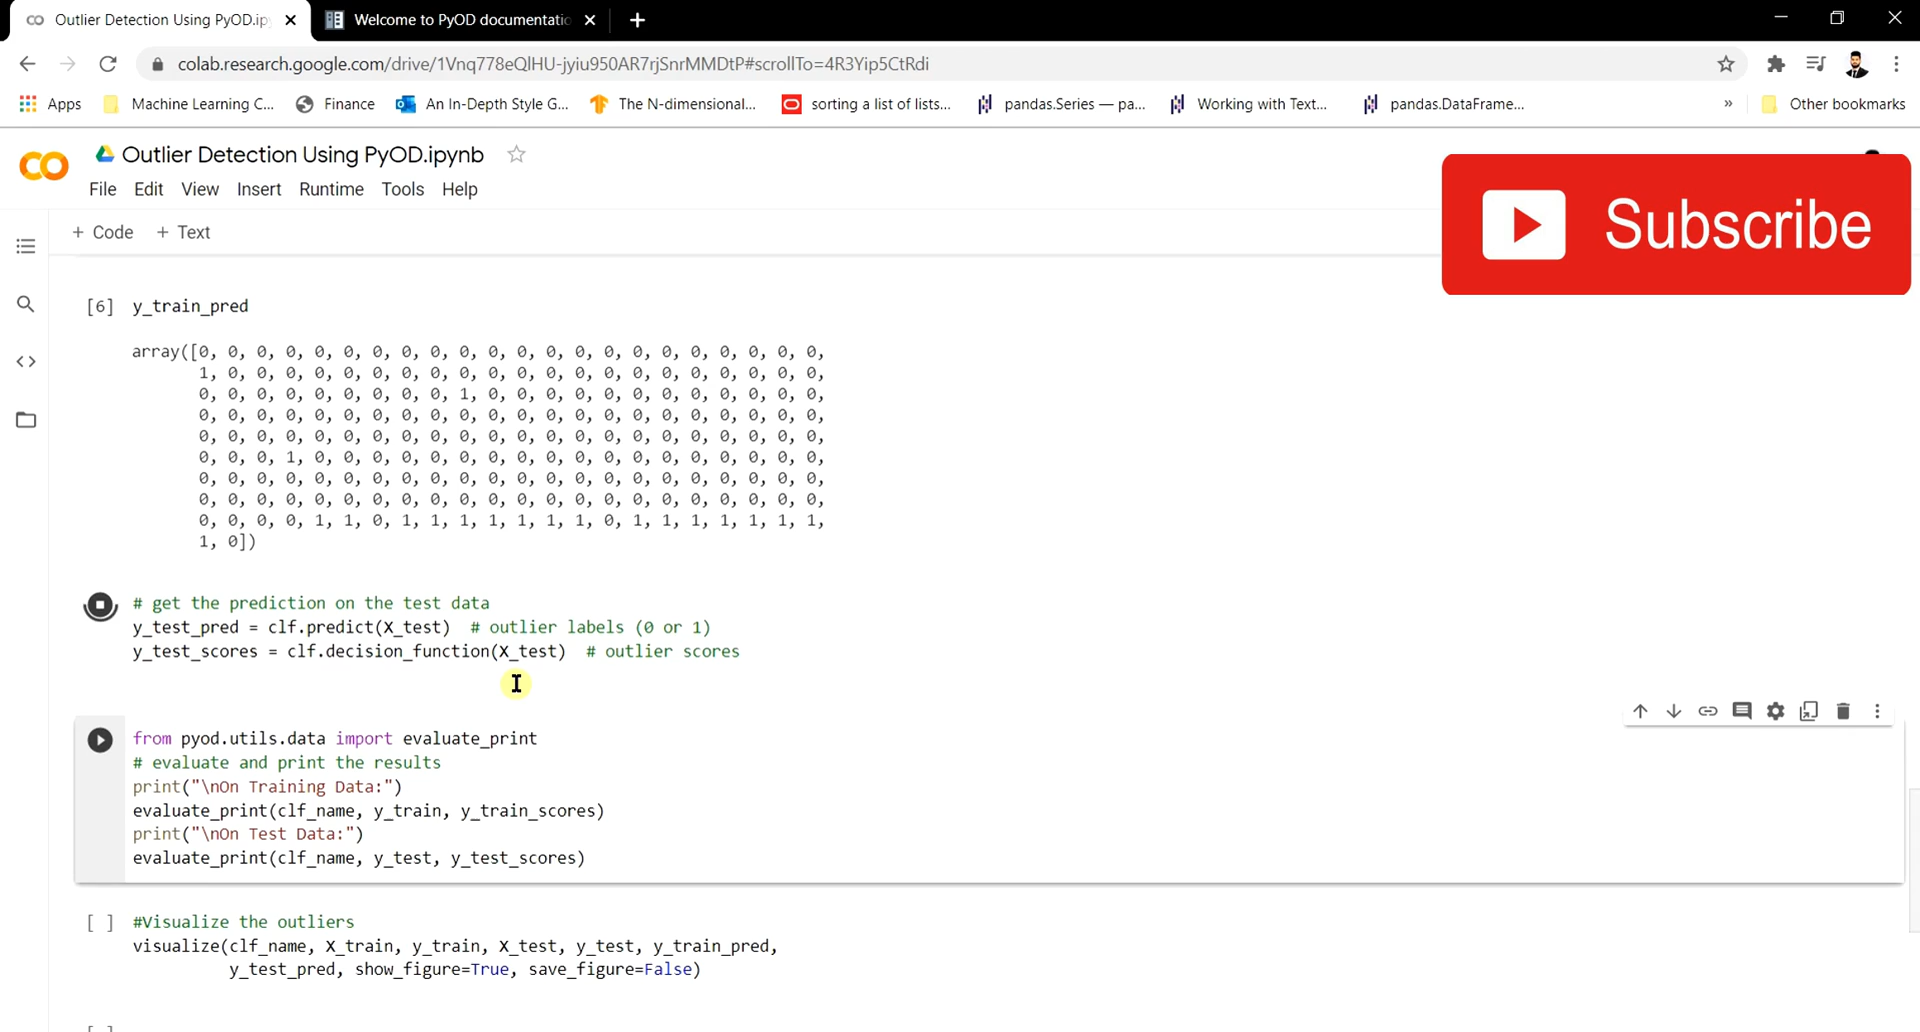 Outlier Detection Using PyOD.ip
Welcome to PyOD documentatio
colab.research.google.com/drive/1Vnq778eQlHU-jyiu950AR7rjSnrMMDtP#scrollTo=4R3Yip5CtRdi
Apps Machine Learning C... Finance An In-Depth Style G... The N-dimensional... sorting a list of lists... pandas.Series — pa... Working with Text... pandas.DataFrame... » Other bookmarks
CO Outlier Detection Using PyOD.ipynb
File Edit View Insert Runtime Tools Help
Subscribe
+ Code + Text
[6] y_train_pred
array([0, 0, 0, 0, 0, 0, 0, 0, 0, 0, 0, 0, 0, 0, 0, 0, 0, 0, 0, 0, 0, 0,
1, 0, 0, 0, 0, 0, 0, 0, 0, 0, 0, 0, 0, 0, 0, 0, 0, 0, 0, 0, 0, 0,
0, 0, 0, 0, 0, 0, 0, 0, 0, 1, 0, 0, 0, 0, 0, 0, 0, 0, 0, 0, 0, 0,
0, 0, 0, 0, 0, 0, 0, 0, 0, 0, 0, 0, 0, 0, 0, 0, 0, 0, 0, 0, 0, 0,
0, 0, 0, 0, 0, 0, 0, 0, 0, 0, 0, 0, 0, 0, 0, 0, 0, 0, 0, 0, 0, 0,
0, 0, 0, 1, 0, 0, 0, 0, 0, 0, 0, 0, 0, 0, 0, 0, 0, 0, 0, 0, 0, 0,
0, 0, 0, 0, 0, 0, 0, 0, 0, 0, 0, 0, 0, 0, 0, 0, 0, 0, 0, 0, 0, 0,
0, 0, 0, 0, 0, 0, 0, 0, 0, 0, 0, 0, 0, 0, 0, 0, 0, 0, 0, 0, 0, 0,
0, 0, 0, 0, 1, 1, 0, 1, 1, 1, 1, 1, 1, 1, 0, 1, 1, 1, 1, 1, 1, 1,
1, 0])
# get the prediction on the test data
y_test_pred = clf.predict(X_test) # outlier labels (0 or 1)
y_test_scores = clf.decision_function(X_test) # outlier scores
from pyod.utils.data import evaluate_print
# evaluate and print the results
print("\nOn Training Data:")
evaluate_print(clf_name, y_train, y_train_scores)
print("\nOn Test Data:")
evaluate_print(clf_name, y_test, y_test_scores)
[ ] #Visualize the outliers
visualize(clf_name, X_train, y_train, X_test, y_test, y_train_pred,
y_test_pred, show_figure=True, save_figure=False)
[ ]